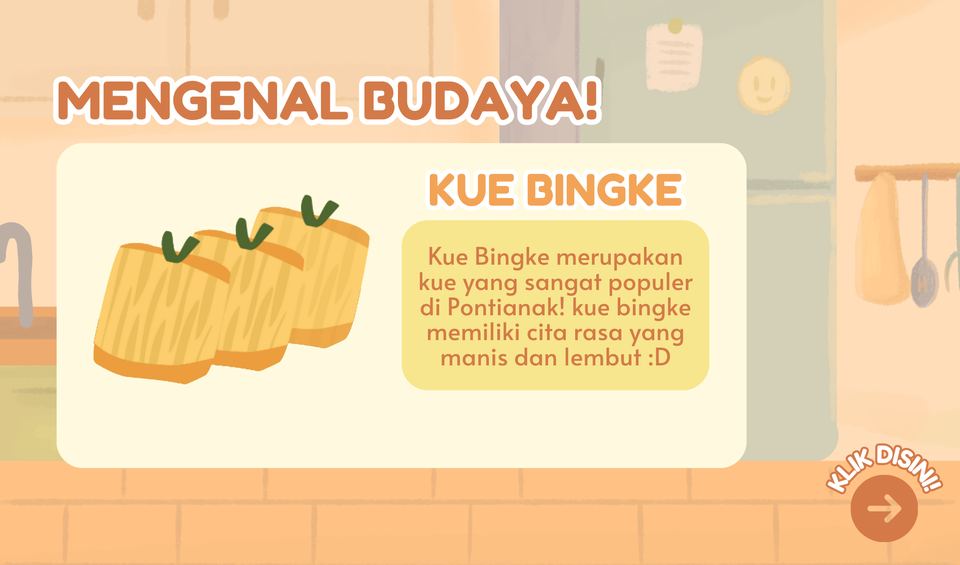 MENGENAL BUDAYA!
KUE BINGKE
Kue Bingke merupakan
kue yang sangat populer
di Pontianak! kue bingke
memiliki cita rasa yang
manis dan lembut :D
KLIK DISINI!!